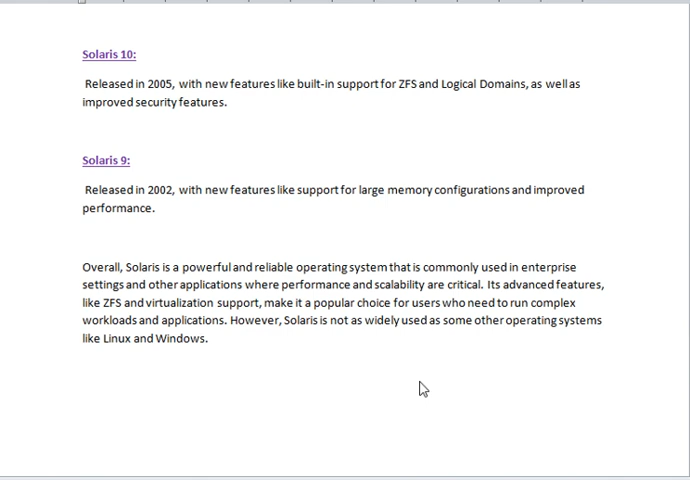 Solaris 10:
Released in 2005, with new features like built-in support for ZFS and Logical Domains, as well as
improved security features.
Solaris 9:
Released in 2002, with new features like support for large memory configurations and improved
performance.
Overall, Solaris is a powerful and reliable operating system that is commonly used in enterprise
settings and other applications where performance and scalability are critical. Its advanced features,
like ZFS and virtualization support, make it a popular choice for users who need to run complex
workloads and applications. However, Solaris is not as widely used as some other operating systems
like Linux and Windows.